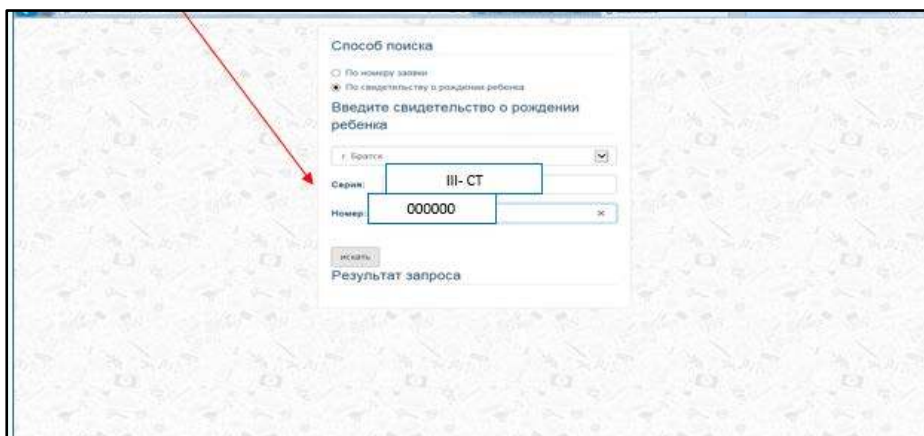 Способ поиска
По номеру заявки
По свидетельству о рождении ребенка
Введите свидетельство о рождении
ребенка
г. Братск
Серия:
III- СТ
Номер:
000000
искать
Результат запроса